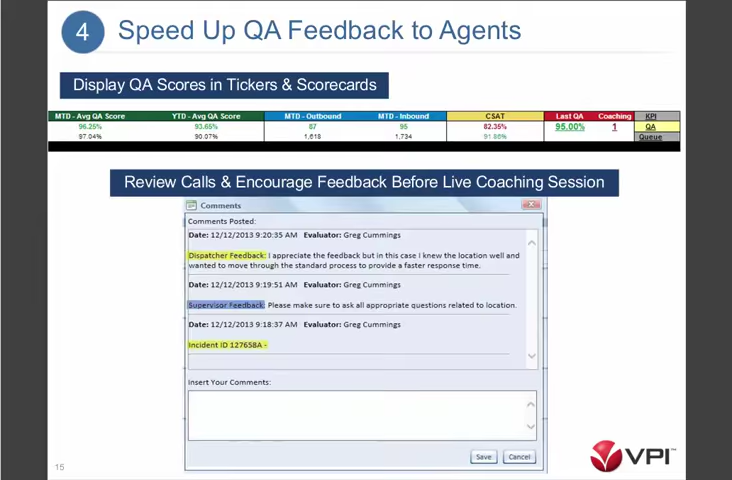 4 Speed Up QA Feedback to Agents
Display QA Scores in Tickers & Scorecards
MTD - Avg QA Score YTD - Avg QA Score MTD - Outbound MTD - Inbound CSAT Last QA Coaching KPI
96.25% 93.65% 87 95 82.35% 95.00% 1 QA
97.04% 90.07% 1,618 1,734 91.86% Queue
Review Calls & Encourage Feedback Before Live Coaching Session
Comments
Comments Posted:
Date: 12/12/2013 9:20:35 AM Evaluator: Greg Cummings
Dispatcher Feedback: I appreciate the feedback but in this case I knew the location well and
wanted to move through the standard process to provide a faster response time.
Date: 12/12/2013 9:19:51 AM Evaluator: Greg Cummings
Supervisor Feedback: Please make sure to ask all appropriate questions related to location.
Date: 12/12/2013 9:18:37 AM Evaluator: Greg Cummings
Incident ID 127658A -
Insert Your Comments:
Save Cancel
15
VPI™